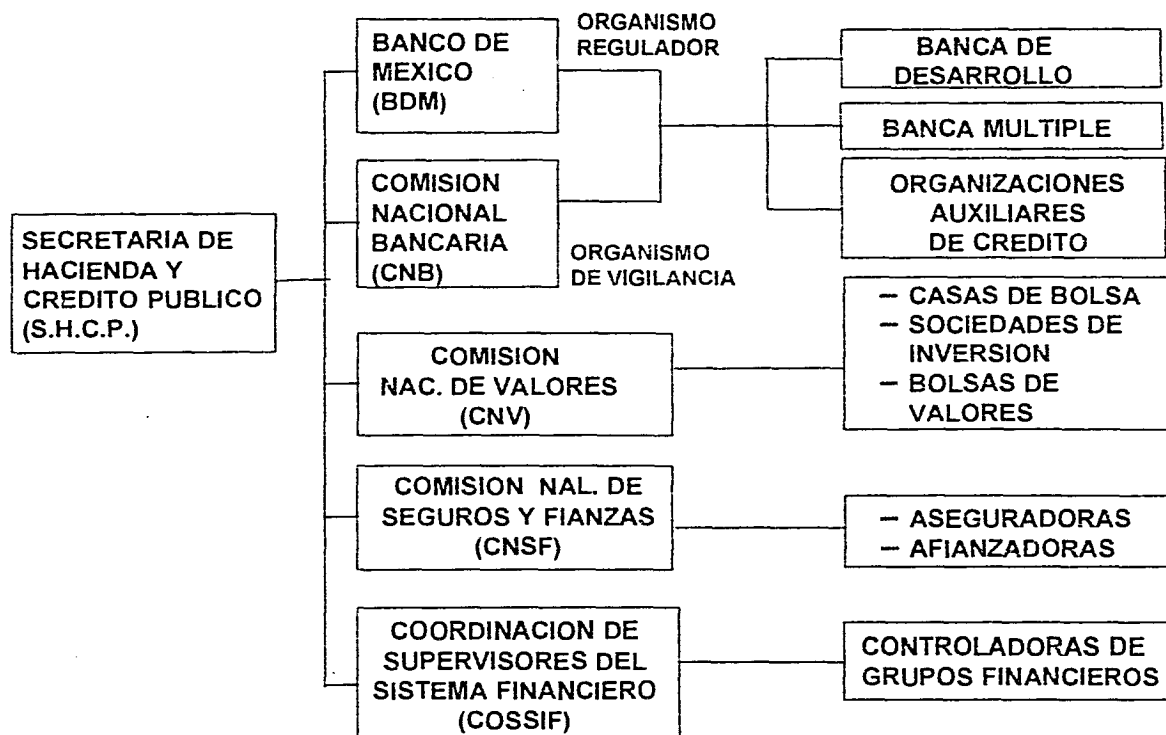 SECRETARIA DE
HACIENDA Y
CREDITO PUBLICO
(S.H.C.P.)
BANCO DE
MEXICO
(BDM)
ORGANISMO
REGULADOR
COMISION
NACIONAL
BANCARIA
(CNB)
ORGANISMO
DE VIGILANCIA
BANCA DE
DESARROLLO
BANCA MULTIPLE
ORGANIZACIONES
AUXILIARES
DE CREDITO
COMISIÓN
NAC. DE VALORES
(CNV)
– CASAS DE BOLSA
– SOCIEDADES DE
INVERSION
– BOLSAS DE
VALORES
COMISION NAL. DE
SEGUROS Y FIANZAS
(CNSF)
– ASEGURADORAS
– AFIANZADORAS
COORDINACION DE
SUPERVISORES DEL
SISTEMA FINANCIERO
(COSSIF)
CONTROLADORAS DE
GRUPOS FINANCIEROS